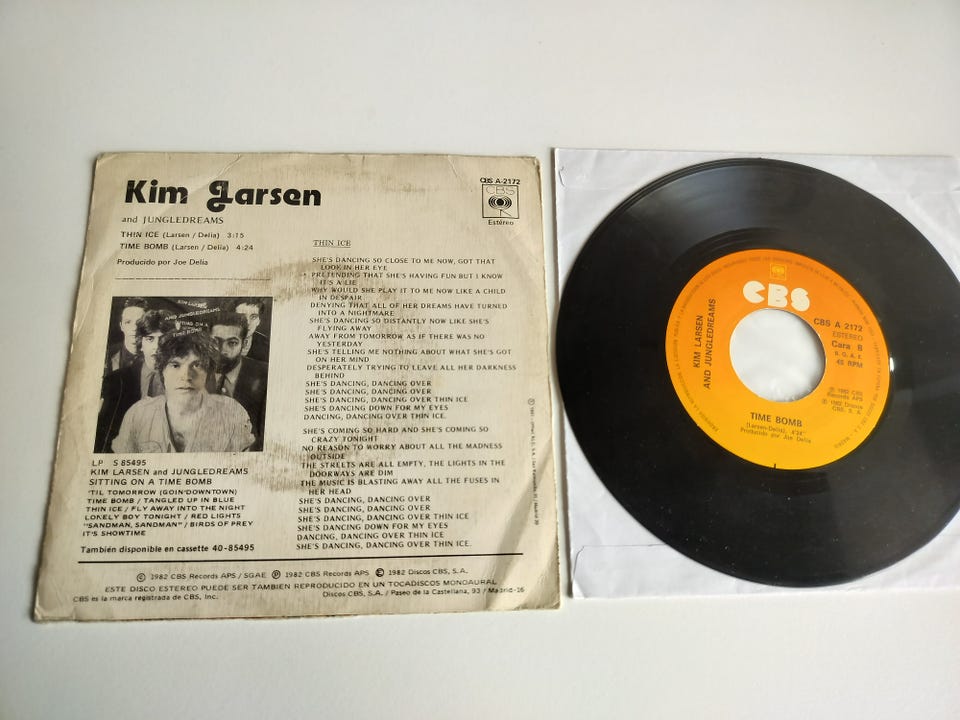 Kim Larsen
and JUNGLEDREAMS
THIN ICE (Larsen / Delia) 3:15
TIME BOMB (Larsen / Delia) 4:24
Producido por Joe Delia
CBS A-2172
CBS
Estéreo
KIM LARSEN
AND JUNGLEDREAMS
SITTING ON A
TIME BOMB
LP S 85495
KIM LARSEN and JUNGLEDREAMS
SITTING ON A TIME BOMB
'TIL TOMORROW (GOIN'DOWNTOWN)
TIME BOMB / TANGLED UP IN BLUE
THIN ICE / FLY AWAY INTO THE NIGHT
LONELY BOY TONIGHT / RED LIGHTS
"SANDMAN, SANDMAN" / BIRDS OF PREY
IT'S SHOWTIME
También disponible en cassette 40-85495
THIN ICE
SHE'S DANCING SO CLOSE TO ME NOW, GOT THAT
LOOK IN HER EYE
PRETENDING THAT SHE'S HAVING FUN BUT I KNOW
IT'S A LIE
WHY WOULD SHE PLAY IT TO ME NOW LIKE A CHILD
IN DESPAIR
DENYING THAT ALL OF HER DREAMS HAVE TURNED
INTO A NIGHTMARE
SHE'S DANCING SO DISTANTLY NOW LIKE SHE'S
FLYING AWAY
AWAY FROM TOMORROW AS IF THERE WAS NO
YESTERDAY
SHE'S TELLING ME NOTHING ABOUT WHAT SHE'S GOT
ON HER MIND
DESPERATELY TRYING TO LEAVE ALL HER DARKNESS
BEHIND
SHE'S DANCING, DANCING OVER
SHE'S DANCING, DANCING OVER
SHE'S DANCING, DANCING OVER THIN ICE
SHE'S DANCING DOWN FOR MY EYES
DANCING, DANCING OVER THIN ICE.
SHE'S COMING SO HARD AND SHE'S COMING SO
CRAZY TONIGHT
NO REASON TO WORRY ABOUT ALL THE MADNESS
OUTSIDE
THE STREETS ARE ALL EMPTY, THE LIGHTS IN THE
DOORWAYS ARE DIM
THE MUSIC IS BLASTING AWAY ALL THE FUSES IN
HER HEAD
SHE'S DANCING, DANCING OVER
SHE'S DANCING, DANCING OVER
SHE'S DANCING, DANCING OVER THIN ICE
SHE'S DANCING DOWN FOR MY EYES
DANCING, DANCING OVER THIN ICE
SHE'S DANCING, DANCING OVER THIN ICE.
© 1982 CBS Records APS / SGAE ℗ 1982 CBS Records APS Ⓔ 1982 Discos CBS, S.A.
ESTE DISCO ESTEREO PUEDE SER TAMBIEN REPRODUCIDO EN UN TOCADISCOS MONOAURAL
CBS es la marca registrada de CBS, Inc. Discos CBS, S.A. / Paseo de la Castellana, 93 / Madrid-16
CBS
CBS A 2172
ESTEREO
Cara B
S. G. A. E.
45 RPM
KIM LARSEN
AND JUNGLEDREAMS
℗ 1982 CBS
Records APS
© 1982 Discos
CBS, S. A.
TIME BOMB
(Larsen-Delia), 4'24"
Producido por Joe Delia